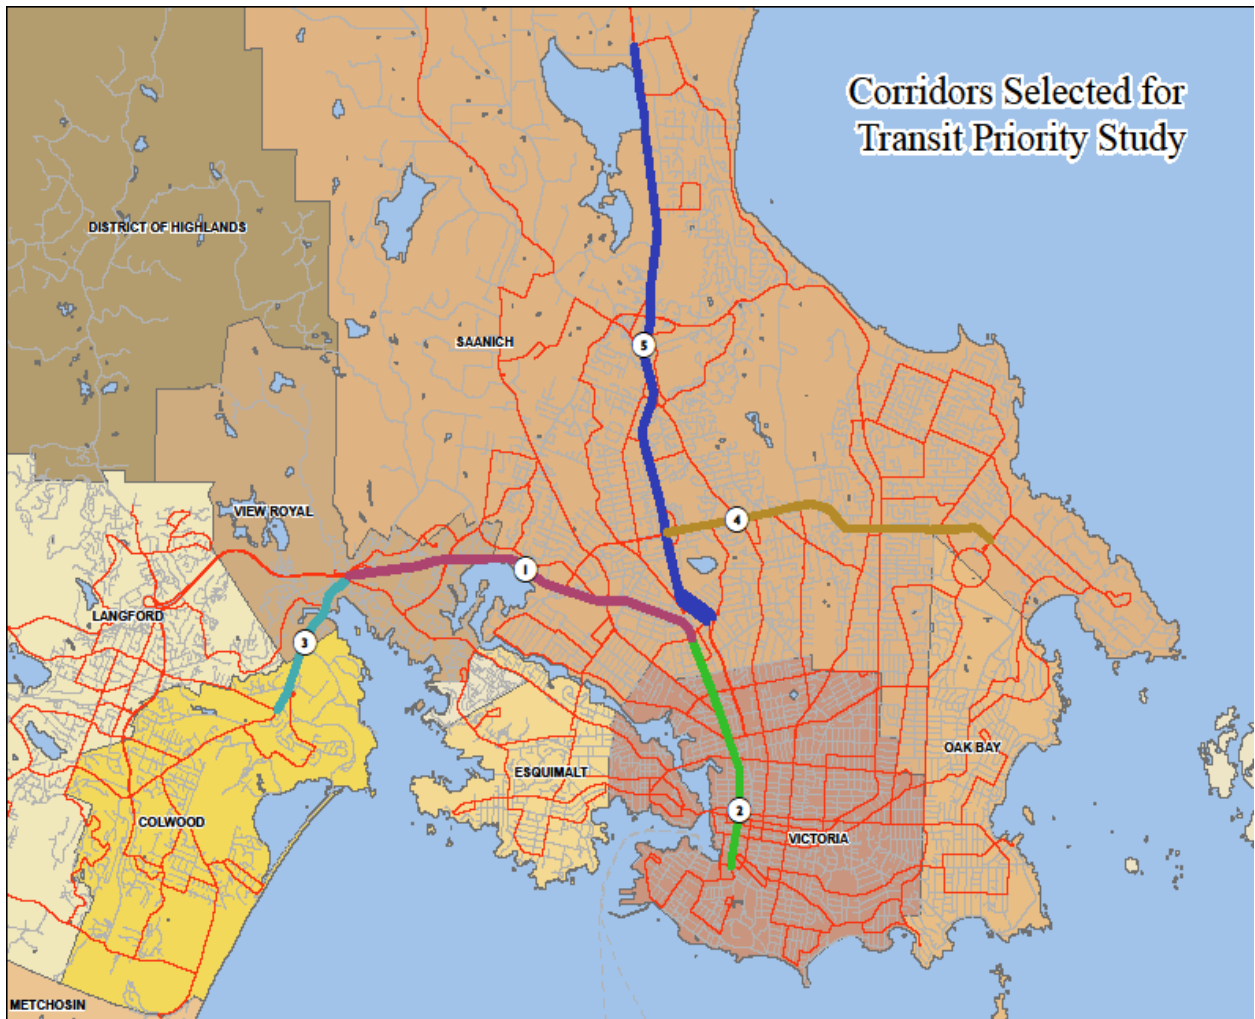 Corridors Selected for
Transit Priority Study
DISTRICT OF HIGHLANDS
5
SAANICH
VIEW ROYAL
4
1
LANGFORD
3
OAK BAY
ESQUIMALT
2
COLWOOD
VICTORIA
METCHOSIN